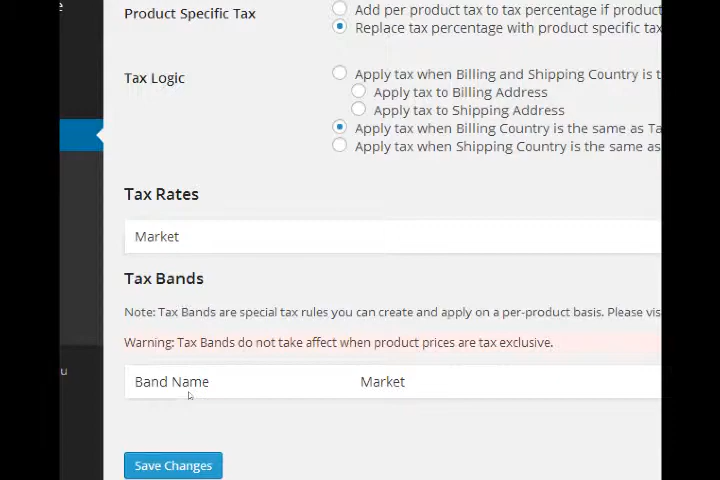 e
Product Specific Tax
Add per product tax to tax percentage if product
Replace tax percentage with product specific tax
Tax Logic
Apply tax when Billing and Shipping Country is t
Apply tax to Billing Address
Apply tax to Shipping Address
Apply tax when Billing Country is the same as Ta
Apply tax when Shipping Country is the same as
Tax Rates
Market
Tax Bands
Note: Tax Bands are special tax rules you can create and apply on a per-product basis. Please vis
Warning: Tax Bands do not take affect when product prices are tax exclusive.
u
Band Name Market
Save Changes